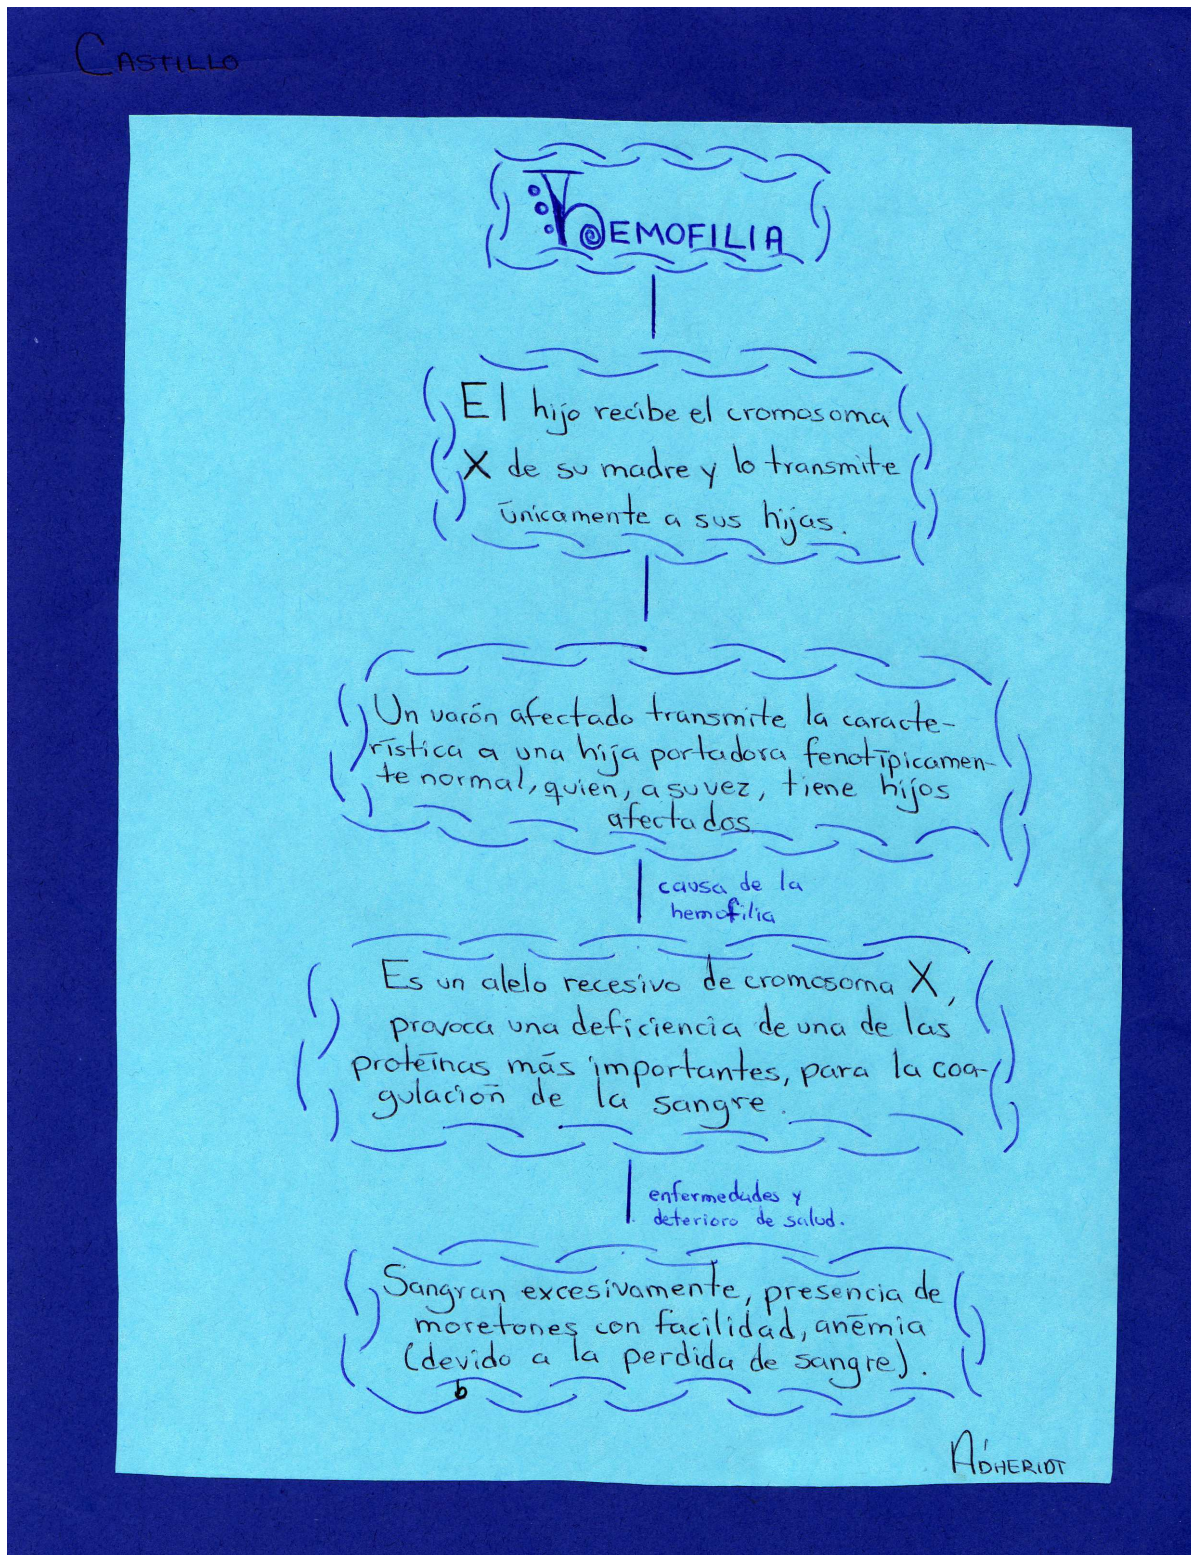 CASTILLO
HEMOFILIA
El hijo recibe el cromosoma
X de su madre y lo transmite
únicamente a sus hijas.
Un varón afectado transmite la caracte-
rística a una hija portadora fenotípicamen-
te normal, quien, a su vez, tiene hijos
afectados
causa de la
hemofilia
Es un alelo recesivo de cromosoma X,
provoca una deficiencia de una de las
proteínas más importantes, para la coa-
gulación de la sangre.
enfermedades y
deterioro de salud.
Sangran excesivamente, presencia de
moretones con facilidad, anémia
(devido a la perdida de sangre).
b
ADHERIDT